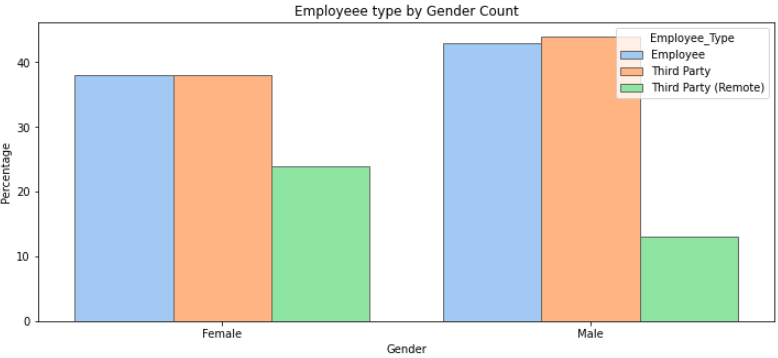 Employeee type by Gender Count
Employee_Type
Employee
Third Party
Third Party (Remote)
Percentage
40
30
20
10
0
Female
Male
Gender